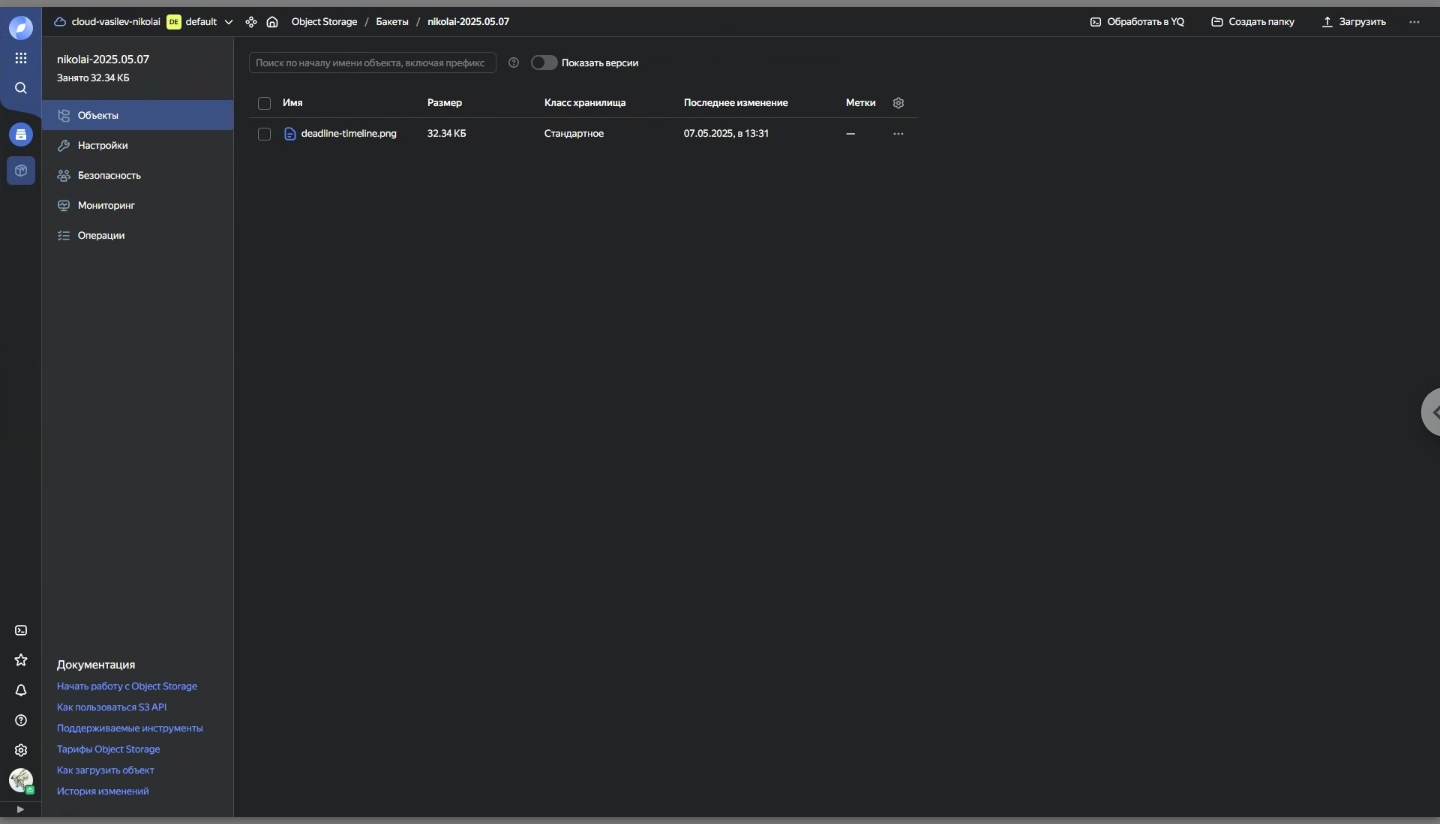 cloud-vasilev-nikolai DE default Object Storage / Бакеты / nikolai-2025.05.07 Обработать в YQ Создать папку Загрузить
nikolai-2025.05.07
Занято 32.34 КБ
Объекты
Настройки
Безопасность
Мониторинг
Операции
Поиск по началу имени объекта, включая префикс Показать версии
Имя Размер Класс хранилища Последнее изменение Метки
deadline-timeline.png 32.34 КБ Стандартное 07.05.2025, в 13:31 —
Документация
Начать работу с Object Storage
Как пользоваться S3 API
Поддерживаемые инструменты
Тарифы Object Storage
Как загрузить объект
История изменений